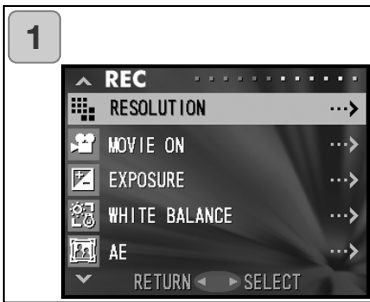 1
REC
RESOLUTION
MOVIE ON
EXPOSURE
WHITE BALANCE
AE
RETURN SELECT